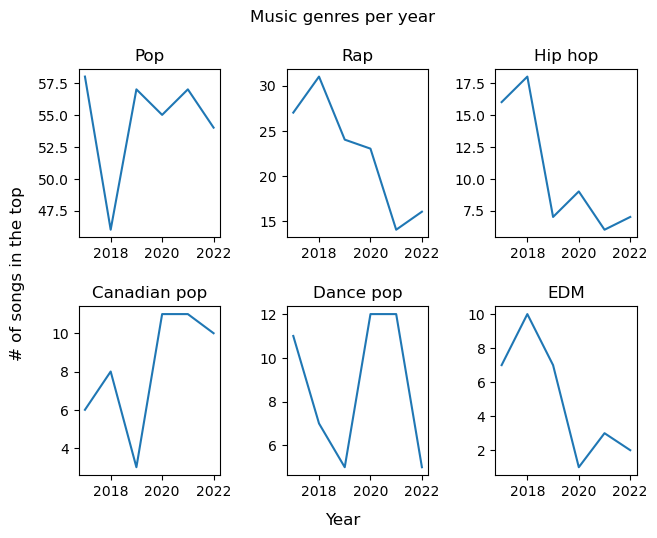 Music genres per year
Pop
Rap
Hip hop
57.5
55.0
52.5
50.0
47.5
30
25
20
15
17.5
15.0
12.5
10.0
7.5
2018 2020 2022
2018 2020 2022
2018 2020 2022
# of songs in the top
Canadian pop
Dance pop
EDM
10
8
6
4
12
10
8
6
10
8
6
4
2
2018 2020 2022
2018 2020 2022
2018 2020 2022
Year